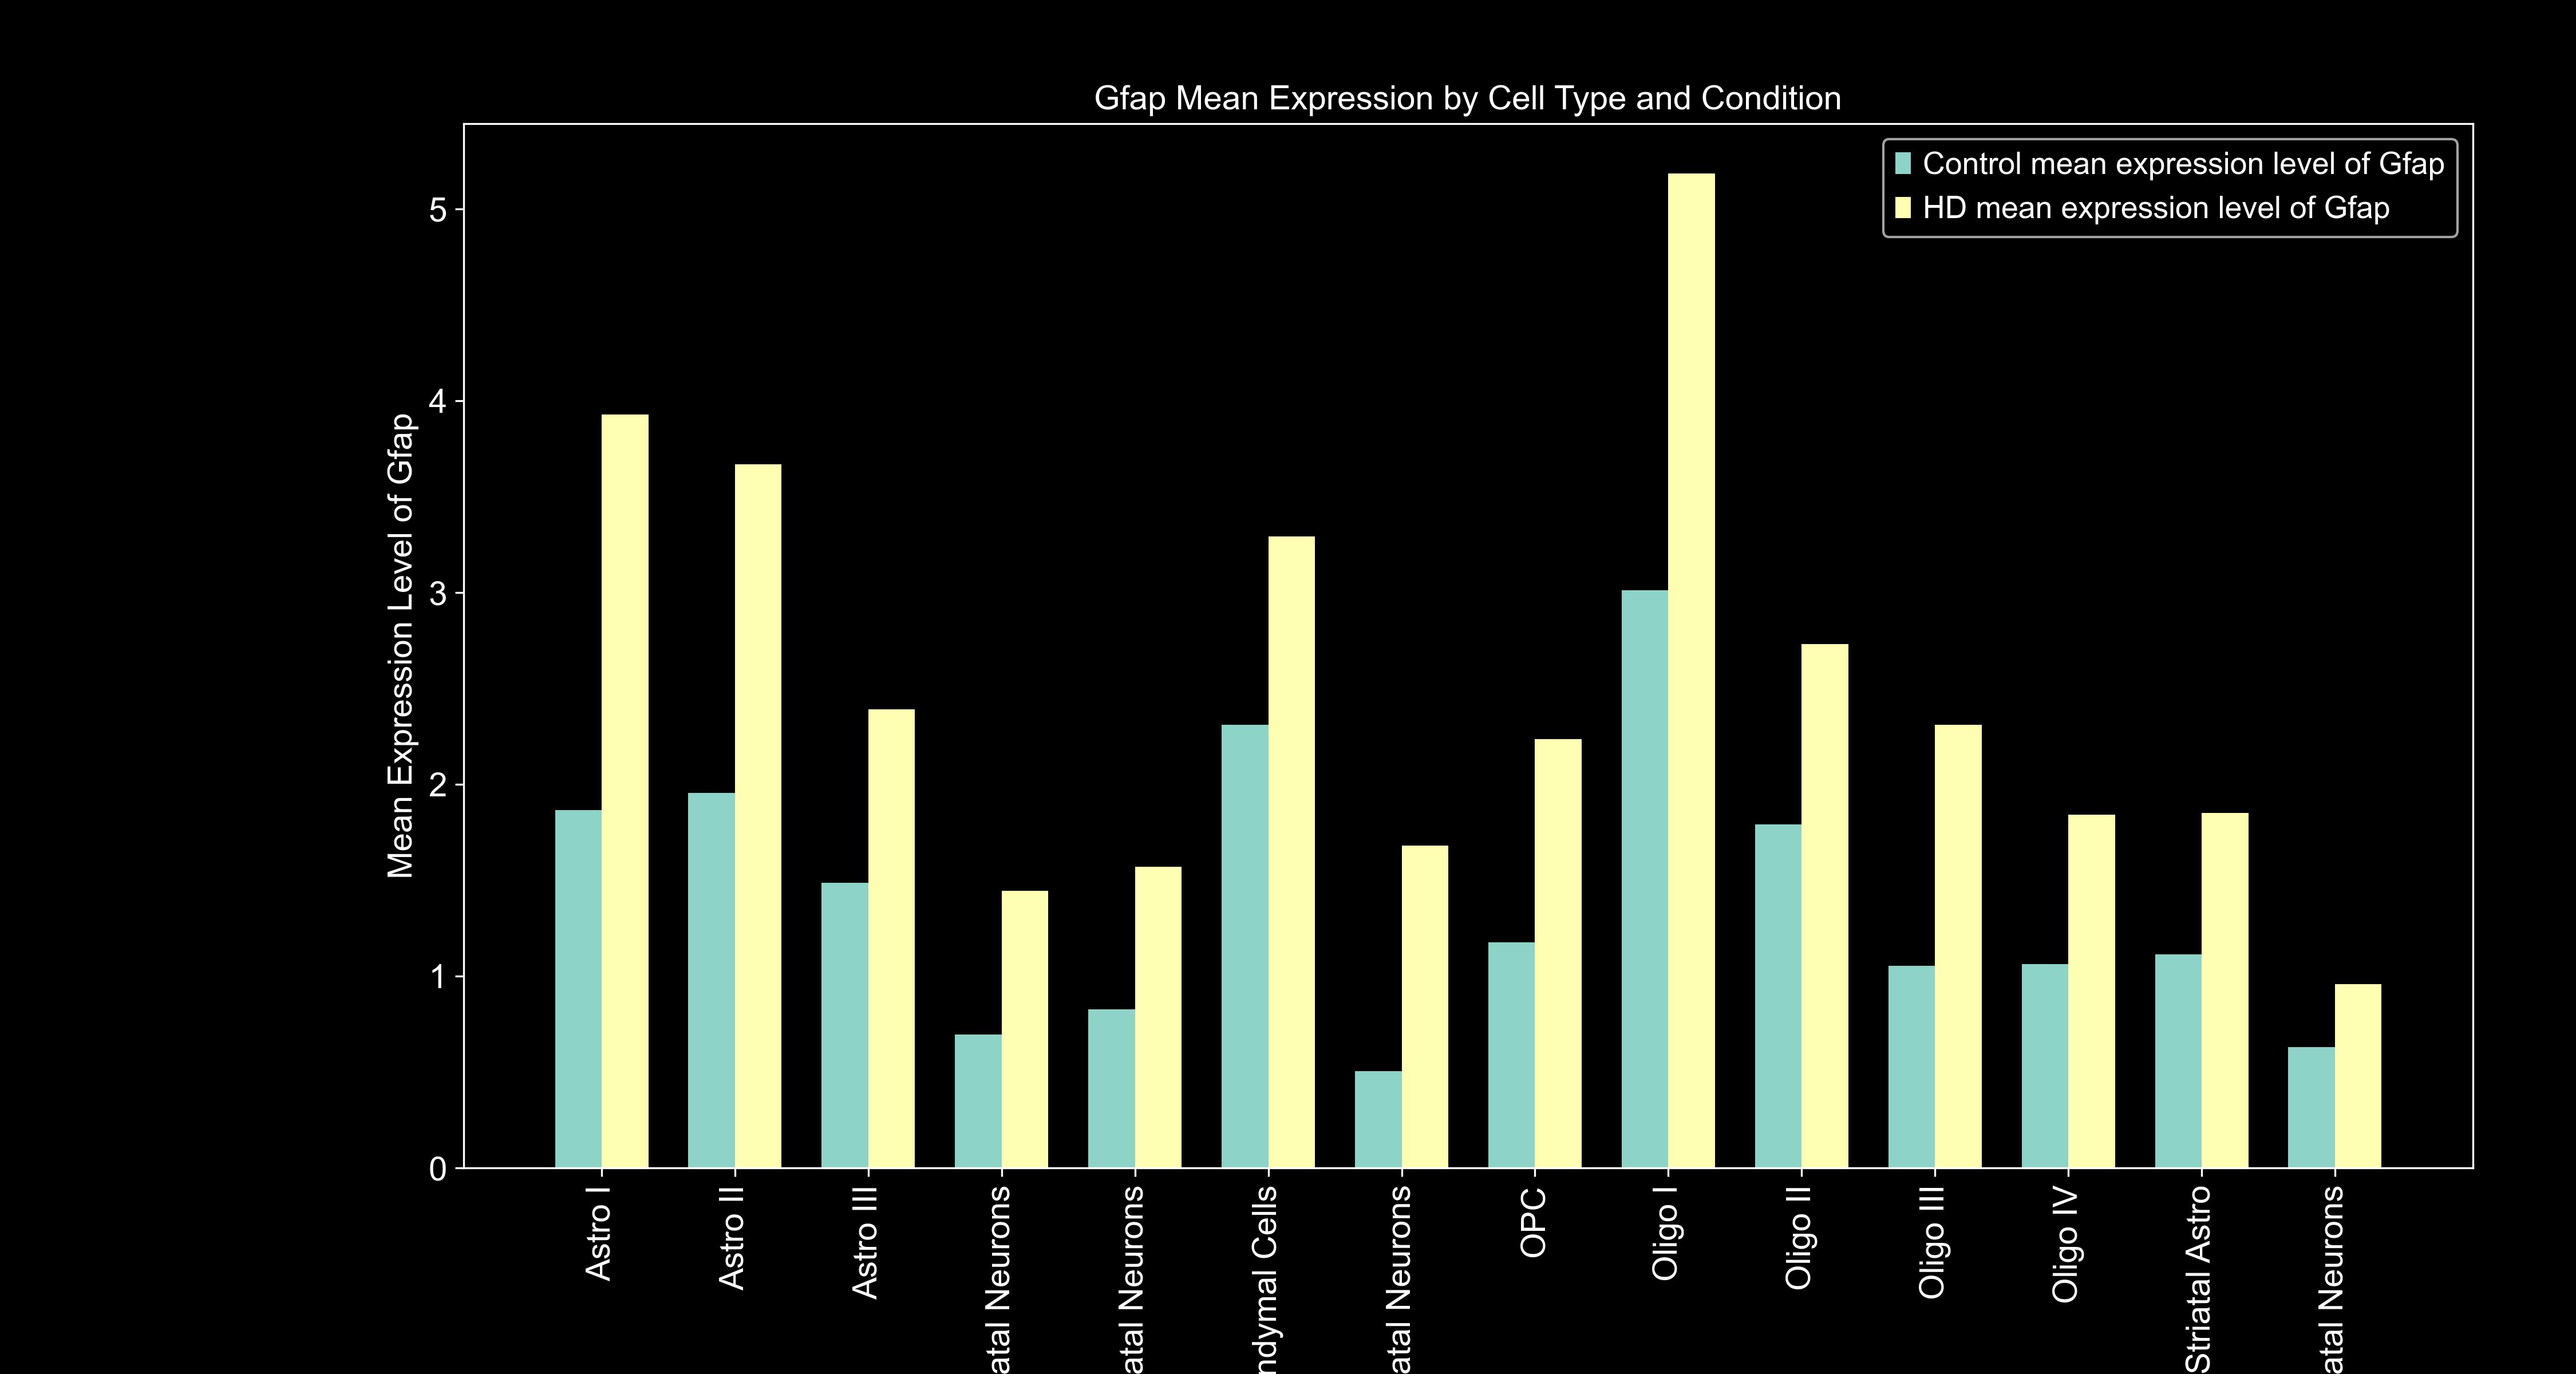 Gfap Mean Expression by Cell Type and Condition
Control mean expression level of Gfap
HD mean expression level of Gfap
Mean Expression Level of Gfap
5
4
3
2
1
0
Astro I
Astro II
Astro III
atal Neurons
atal Neurons
ndymal Cells
atal Neurons
OPC
Oligo I
Oligo II
Oligo III
Oligo IV
Striatal Astro
atal Neurons